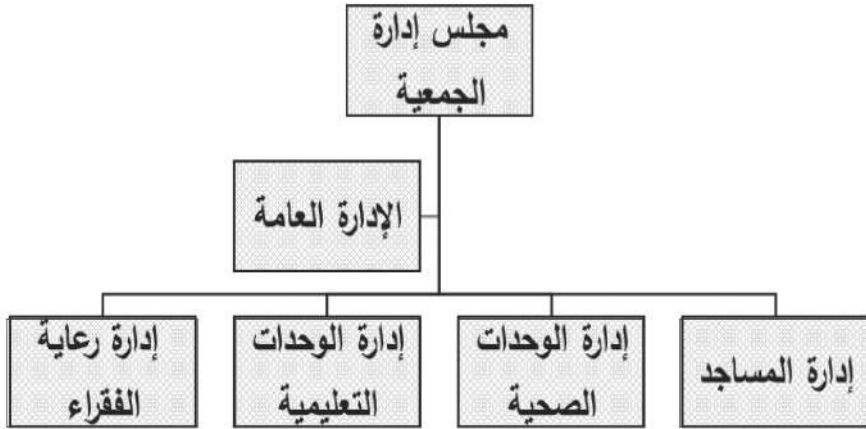 مجلس إدارة
الجمعية
الإدارة العامة
إدارة المساجد
إدارة الوحدات
الصحية
إدارة الوحدات
التعليمية
إدارة رعاية
الفقراء